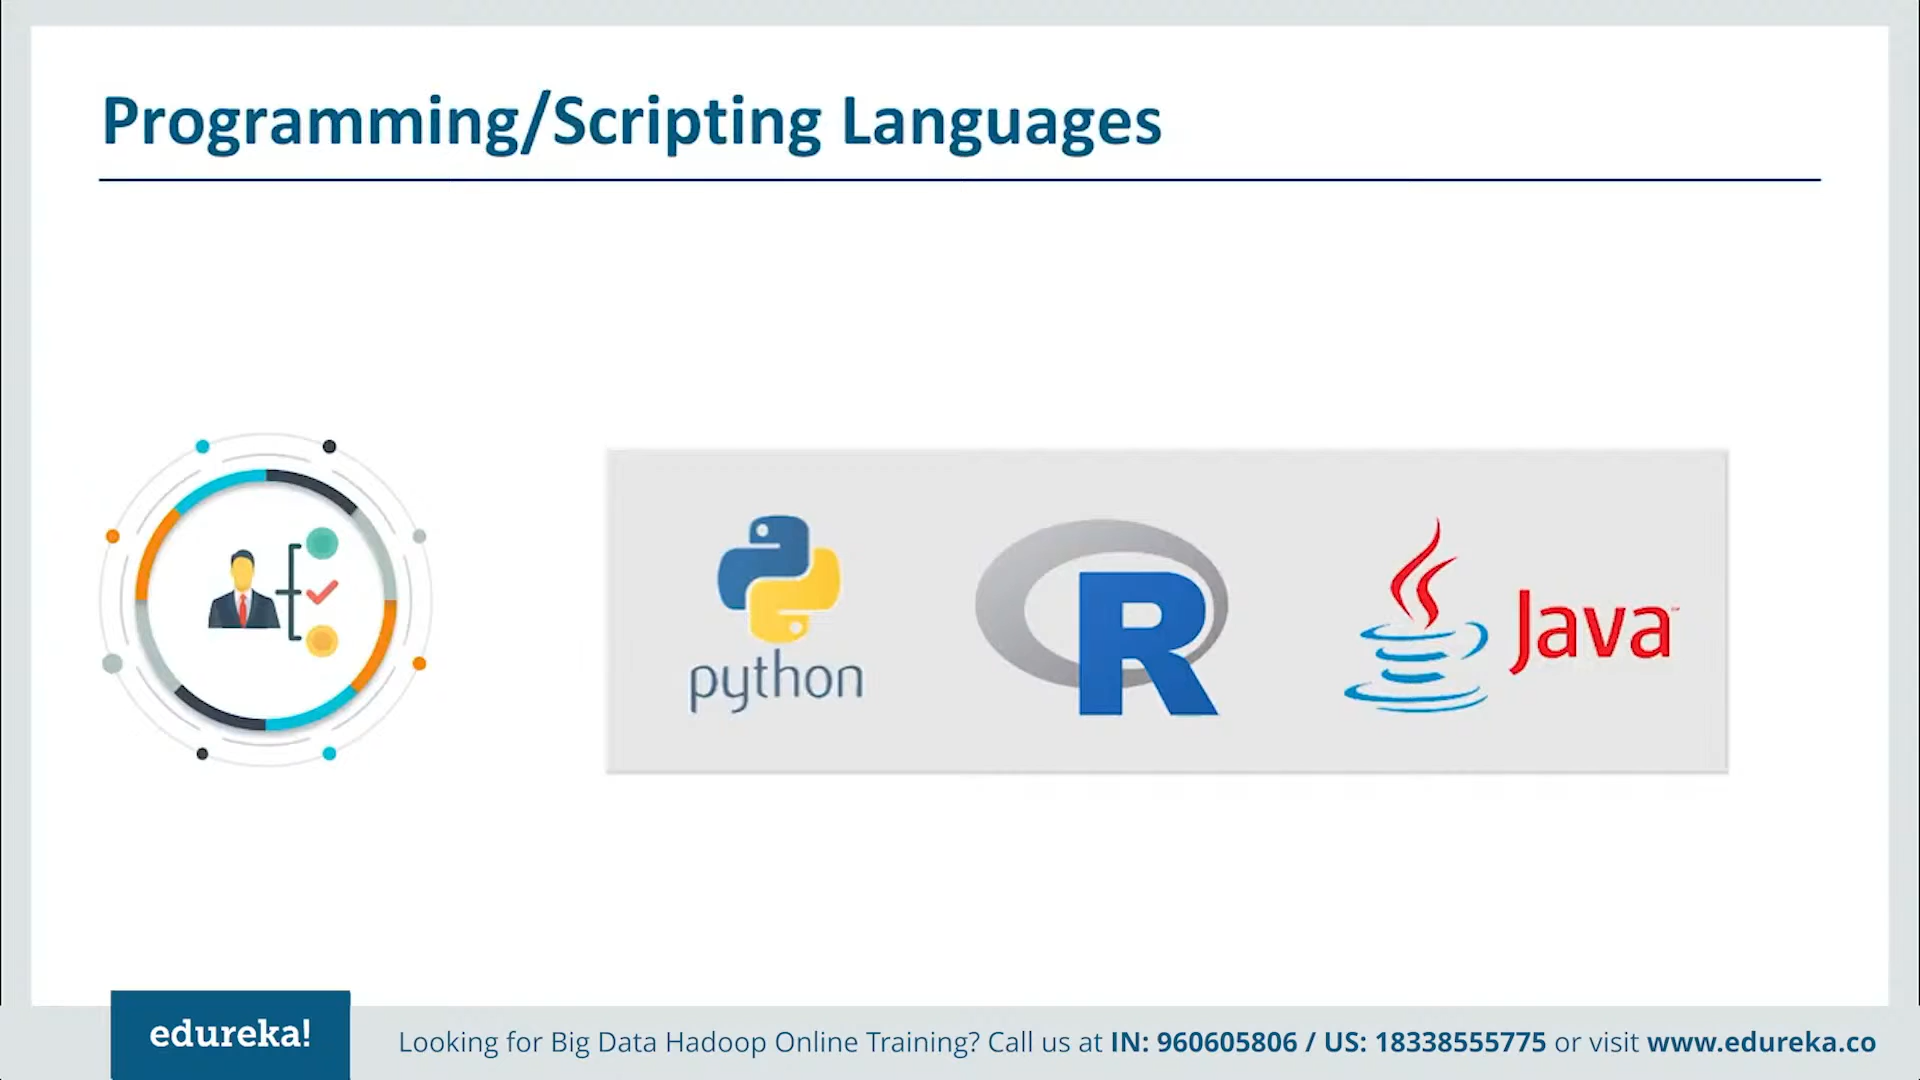 Programming/Scripting Languages
python
R
Java
edureka!
Looking for Big Data Hadoop Online Training? Call us at IN: 960605806 / US: 18338555775 or visit www.edureka.co